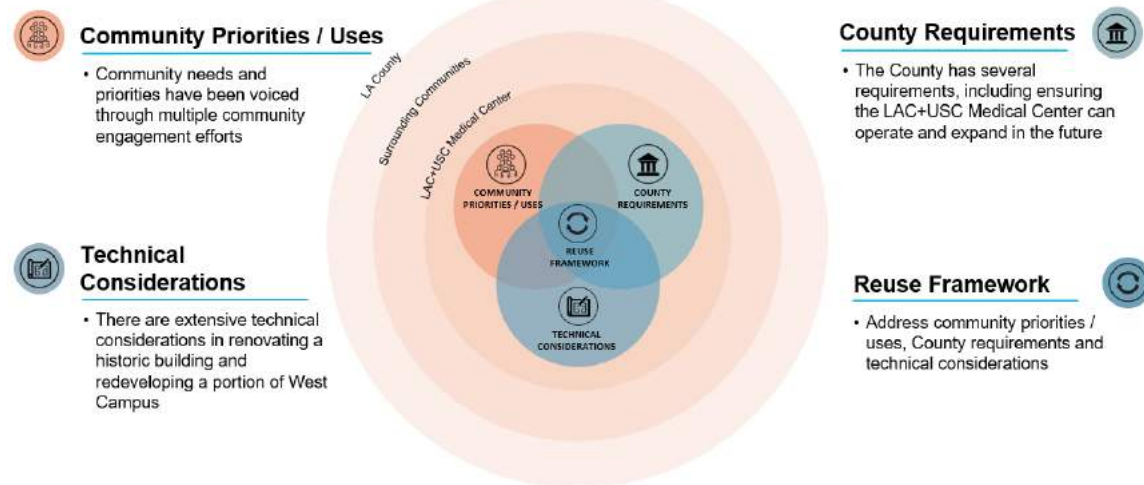 Community Priorities / Uses
• Community needs and
priorities have been voiced
through multiple community
engagement efforts
Technical
Considerations
• There are extensive technical
considerations in renovating a
historic building and
redeveloping a portion of West
Campus
LA County
Surrounding Communities
LAC+USC Medical Center
COMMUNITY
PRIORITIES / USES
COUNTY
REQUIREMENTS
REUSE
FRAMEWORK
TECHNICAL
CONSIDERATIONS
County Requirements
• The County has several
requirements, including ensuring
the LAC+USC Medical Center can
operate and expand in the future
Reuse Framework
• Address community priorities /
uses, County requirements and
technical considerations